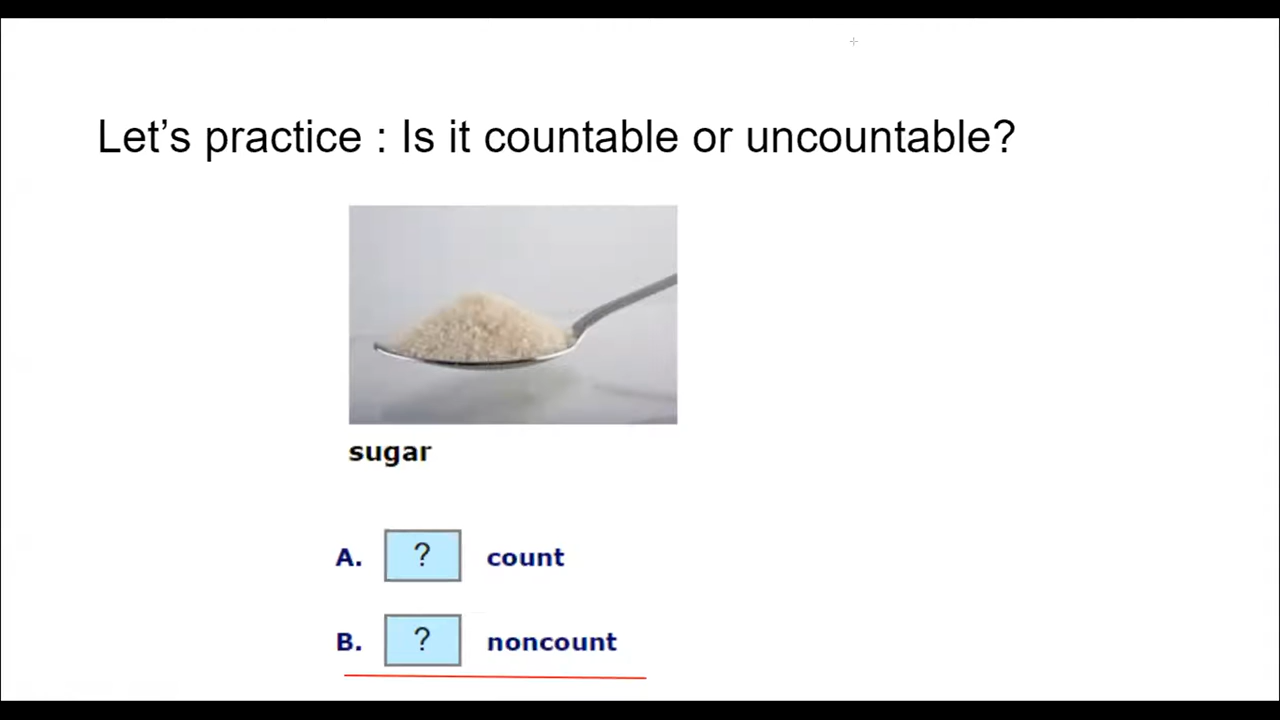 Let’s practice : Is it countable or uncountable?
sugar
A. ? count
B. ? noncount